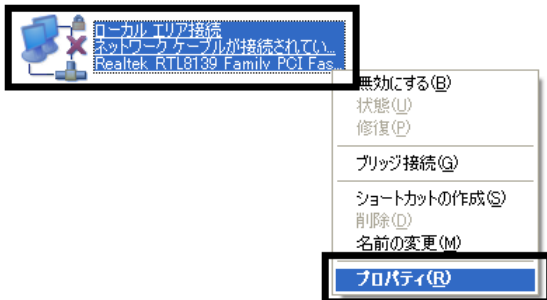 ローカル エリア接続
ネットワーク ケーブルが接続されてい...
Realtek RTL8139 Family PCI Fas...
無効にする(B)
状態(U)
修復(P)
ブリッジ接続(G)
ショートカットの作成(S)
削除(D)
名前の変更(M)
プロパティ(R)